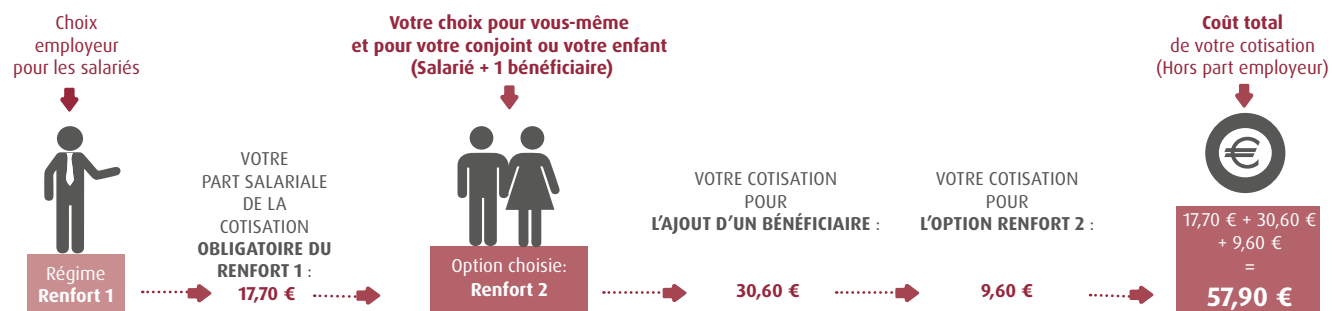 Choix
employeur
pour les salariés
Régime
Renfort 1
VOTRE
PART SALARIALE
DE LA
COTISATION
OBLIGATOIRE DU
RENFORT 1 :
17,70 €
Votre choix pour vous-même
et pour votre conjoint ou votre enfant
(Salarié + 1 bénéficiaire)
Option choisie:
Renfort 2
VOTRE COTISATION
POUR
L'AJOUT D'UN BÉNÉFICIAIRE :
30,60 €
VOTRE COTISATION
POUR
L'OPTION RENFORT 2 :
9,60 €
Coût total
de votre cotisation
(Hors part employeur)
€
17,70 € + 30,60 €
+ 9,60 €
=
57,90 €